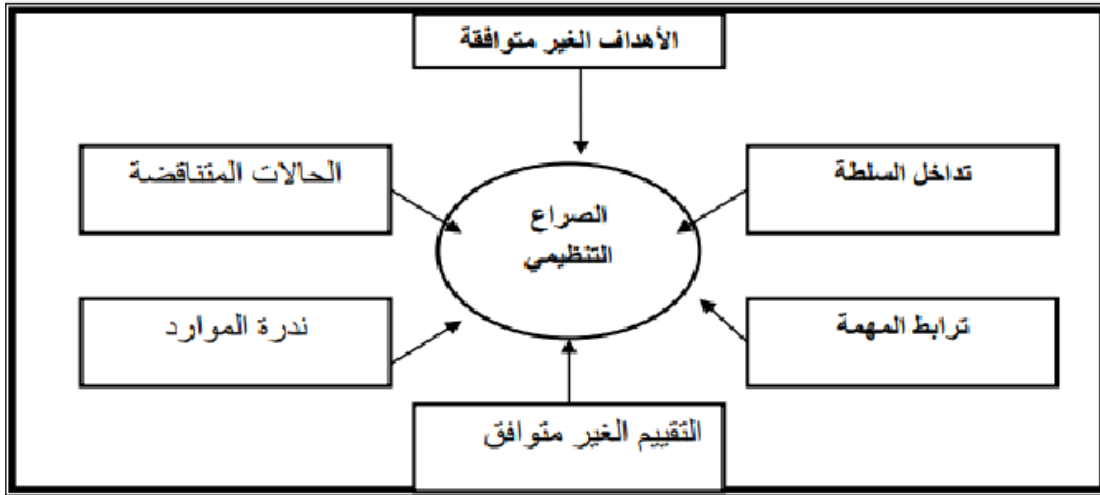 الأهداف الغير متوافقة
تداخل السلطة
الحالات المتناقضة
الصراع
التنظيمي
ترابط المهمة
ندرة الموارد
التقييم الغير متوافق